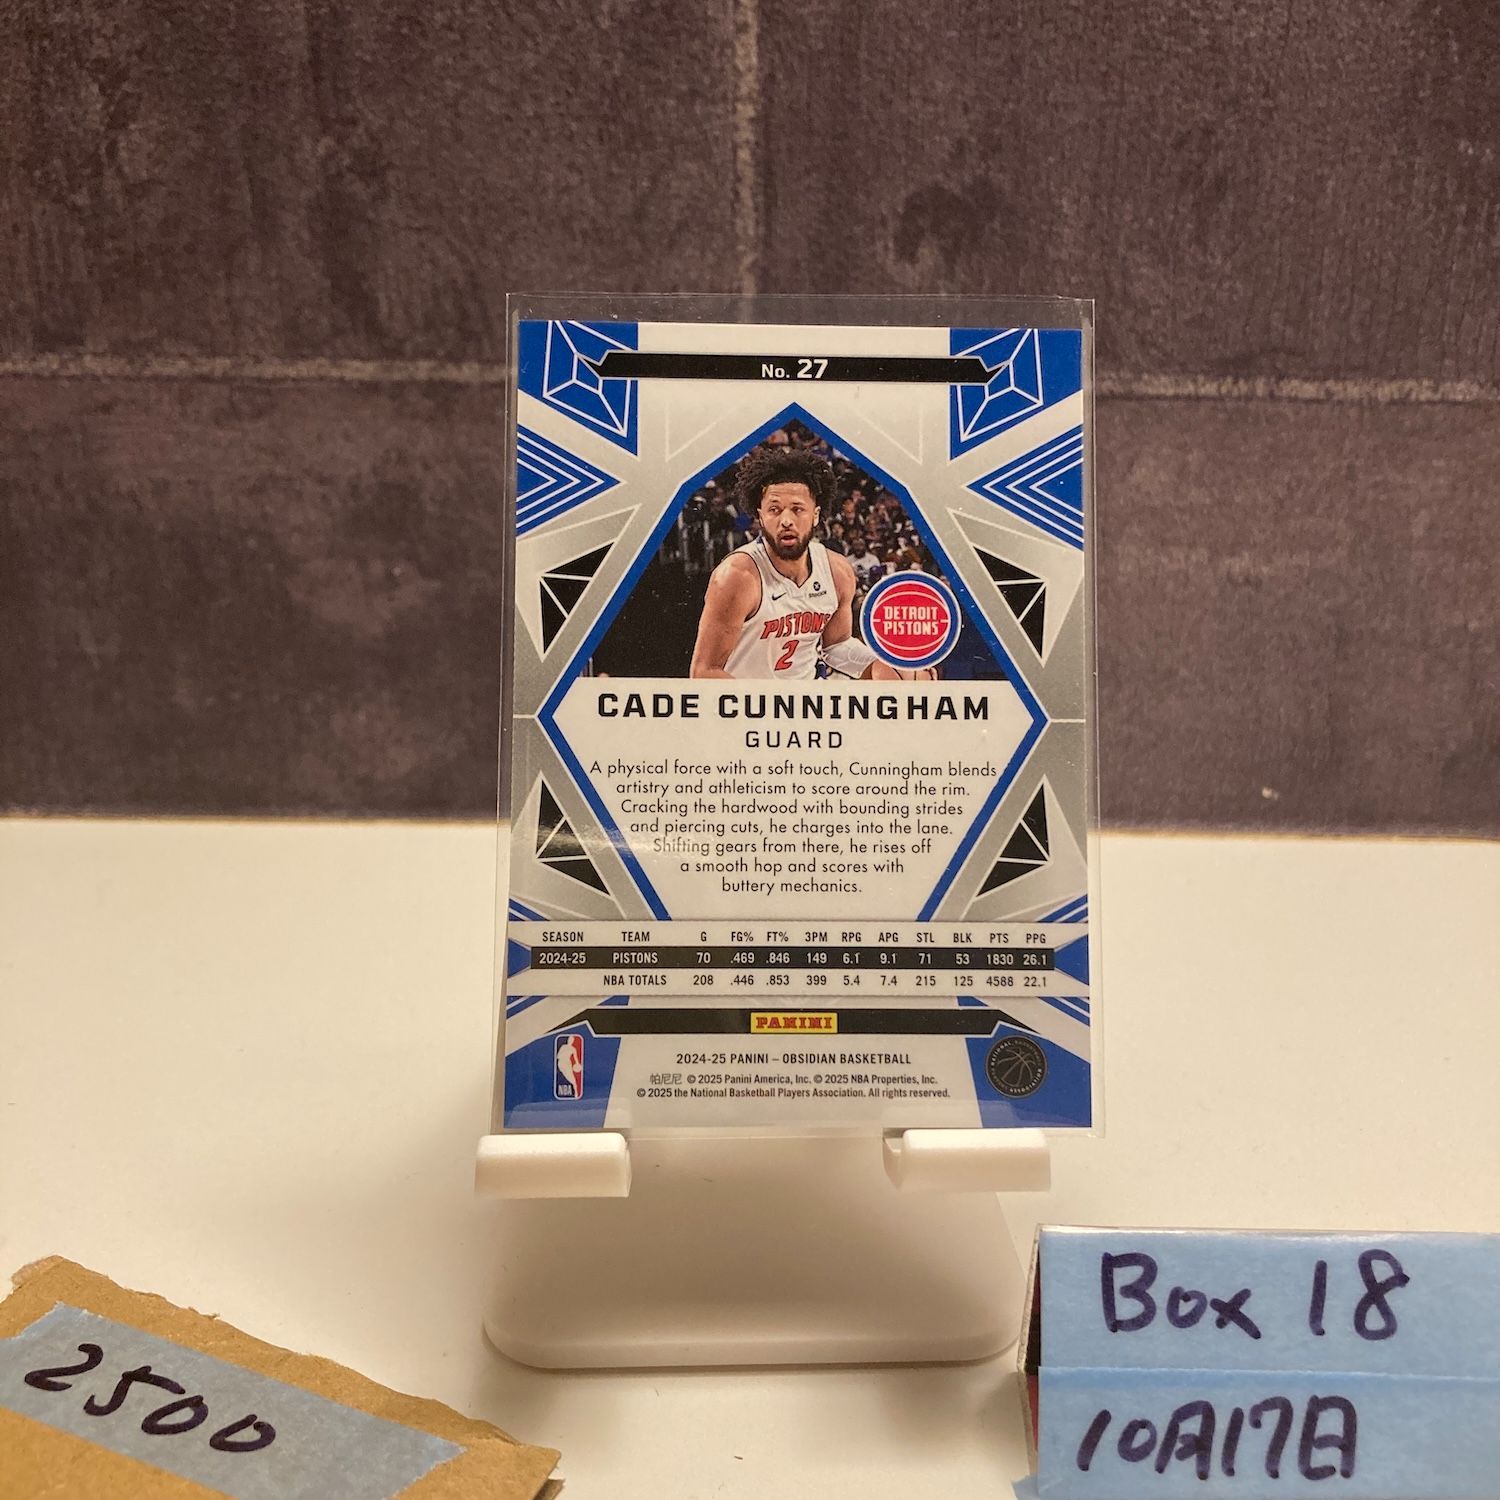 No. 27
PISTONS
2
DETROIT
PISTONS
CADE CUNNINGHAM
GUARD
A physical force with a soft touch, Cunningham blends
artistry and athleticism to score around the rim.
Cracking the hardwood with bounding strides
and piercing cuts, he charges into the lane.
Shifting gears from there, he rises off
a smooth hop and scores with
buttery mechanics.
SEASON TEAM G FG% FT% 3PM RPG APG STL BLK PTS PPG
2024-25 PISTONS 70 .469 .846 149 6.1 9.1 71 53 1830 26.1
NBA TOTALS 208 .446 .853 399 5.4 7.4 215 125 4588 22.1
PANINI
NBA
2024-25 PANINI – OBSIDIAN BASKETBALL
帕尼尼 © 2025 Panini America, Inc. © 2025 NBA Properties, Inc.
© 2025 the National Basketball Players Association. All rights reserved.
Box 18
10月17日
2500